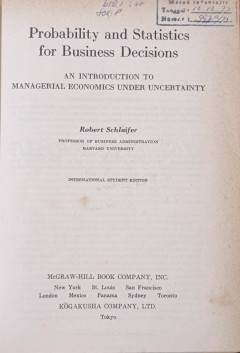 Probability and Statistics
for Business Decisions
AN INTRODUCTION TO
MANAGERIAL ECONOMICS UNDER UNCERTAINTY
Robert Schlaifer
PROFESSOR OF BUSINESS ADMINISTRATION
HARVARD UNIVERSITY
INTERNATIONAL STUDENT EDITION
McGRAW-HILL BOOK COMPANY, INC.
New York St. Louis San Francisco
London Mexico Panama Sydney Toronto
KŌGAKUSHA COMPANY, LTD.
Tokyo